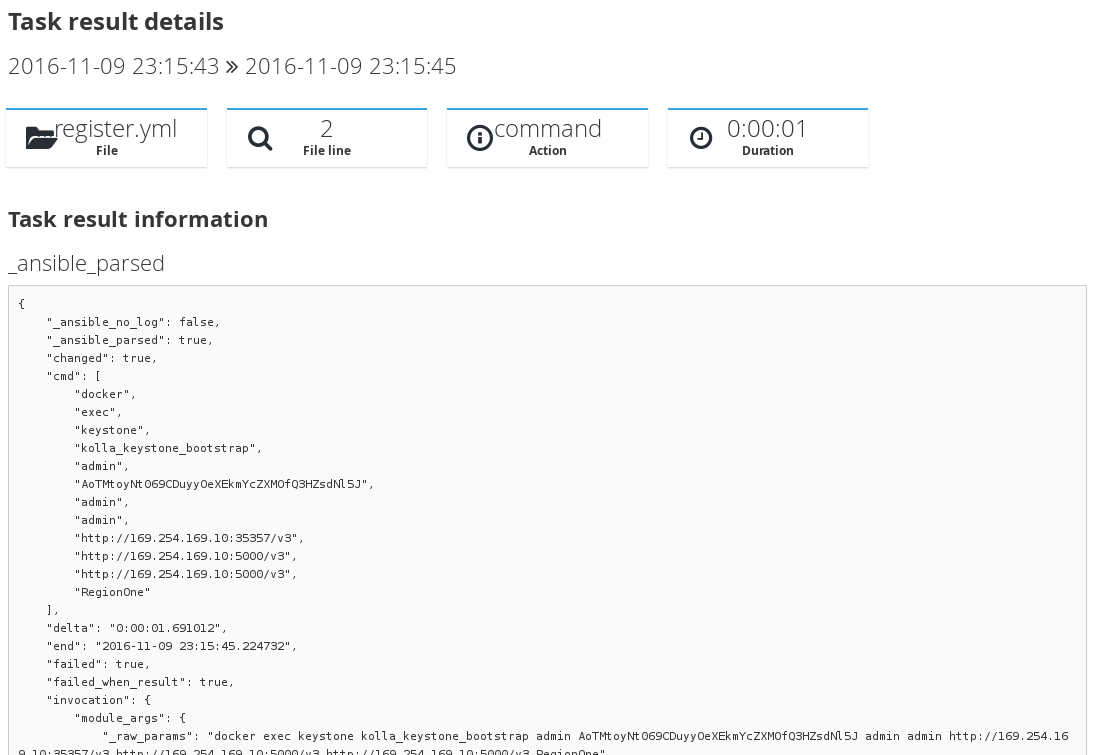 Task result details
2016-11-09 23:15:43 » 2016-11-09 23:15:45
register.yml
File
2
File line
command
Action
0:00:01
Duration
Task result information
_ansible_parsed
{
    "_ansible_no_log": false,
    "_ansible_parsed": true,
    "changed": true,
    "cmd": [
        "docker",
        "exec",
        "keystone",
        "kolla_keystone_bootstrap",
        "admin",
        "AoTMtoyNt069CDuyyOeXEkmYcZXMOfQ3HZsdNl5J",
        "admin",
        "admin",
        "http://169.254.169.10:35357/v3",
        "http://169.254.169.10:5000/v3",
        "http://169.254.169.10:5000/v3",
        "RegionOne"
    ],
    "delta": "0:00:01.691012",
    "end": "2016-11-09 23:15:45.224732",
    "failed": true,
    "failed_when_result": true,
    "invocation": {
        "module_args": {
            "_raw_params": "docker exec keystone kolla_keystone_bootstrap admin AoTMtoyNt069CDuyyOeXEkmYcZXMOfQ3HZsdNl5J admin admin http://169.254.16
9.10:35357/v3 http://169.254.169.10:5000/v3 http://169.254.169.10:5000/v3 RegionOne"